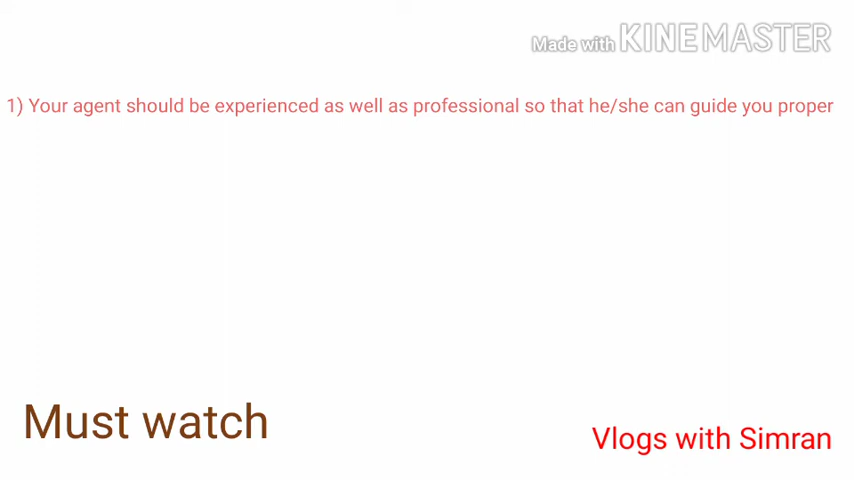 Made with KINEMASTER
1) Your agent should be experienced as well as professional so that he/she can guide you proper
Must watch
Vlogs with Simran